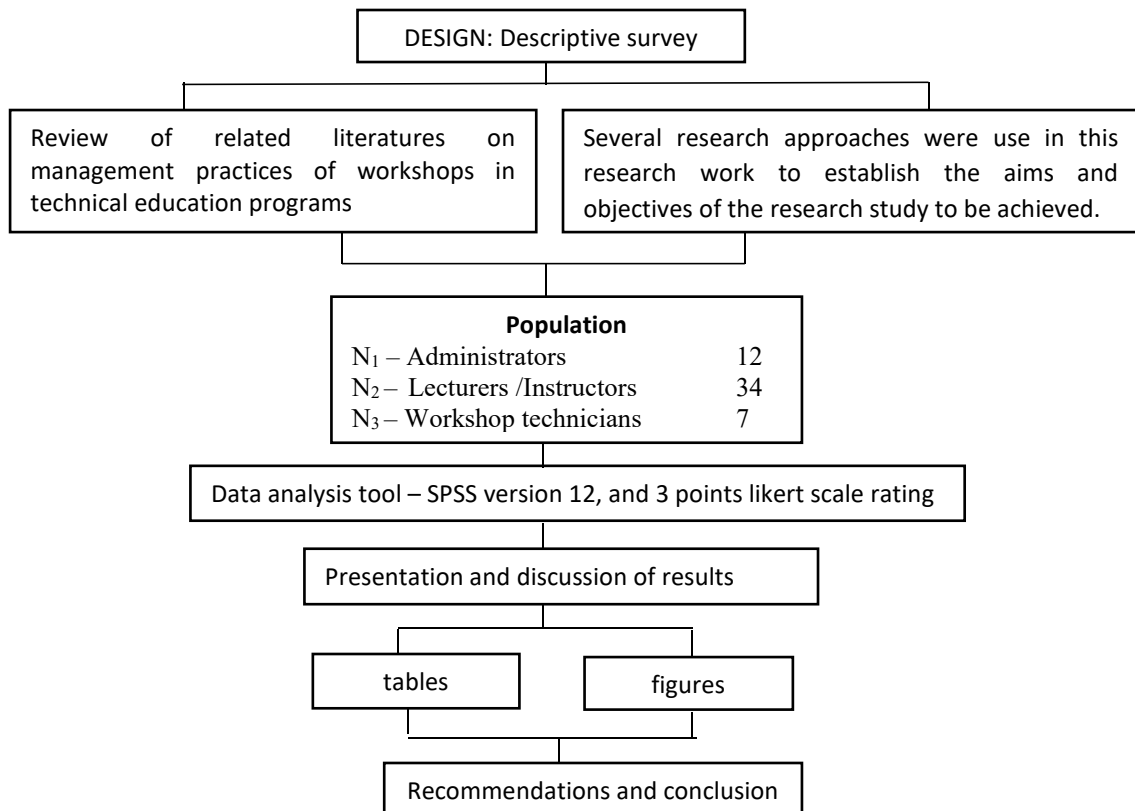 DESIGN: Descriptive survey
Review of related literatures on
management practices of workshops in
technical education programs
Several research approaches were use in this
research work to establish the aims and
objectives of the research study to be achieved.
Population
N₁ – Administrators 12
N₂ – Lecturers /Instructors 34
N₃ – Workshop technicians 7
Data analysis tool – SPSS version 12, and 3 points likert scale rating
Presentation and discussion of results
tables
figures
Recommendations and conclusion